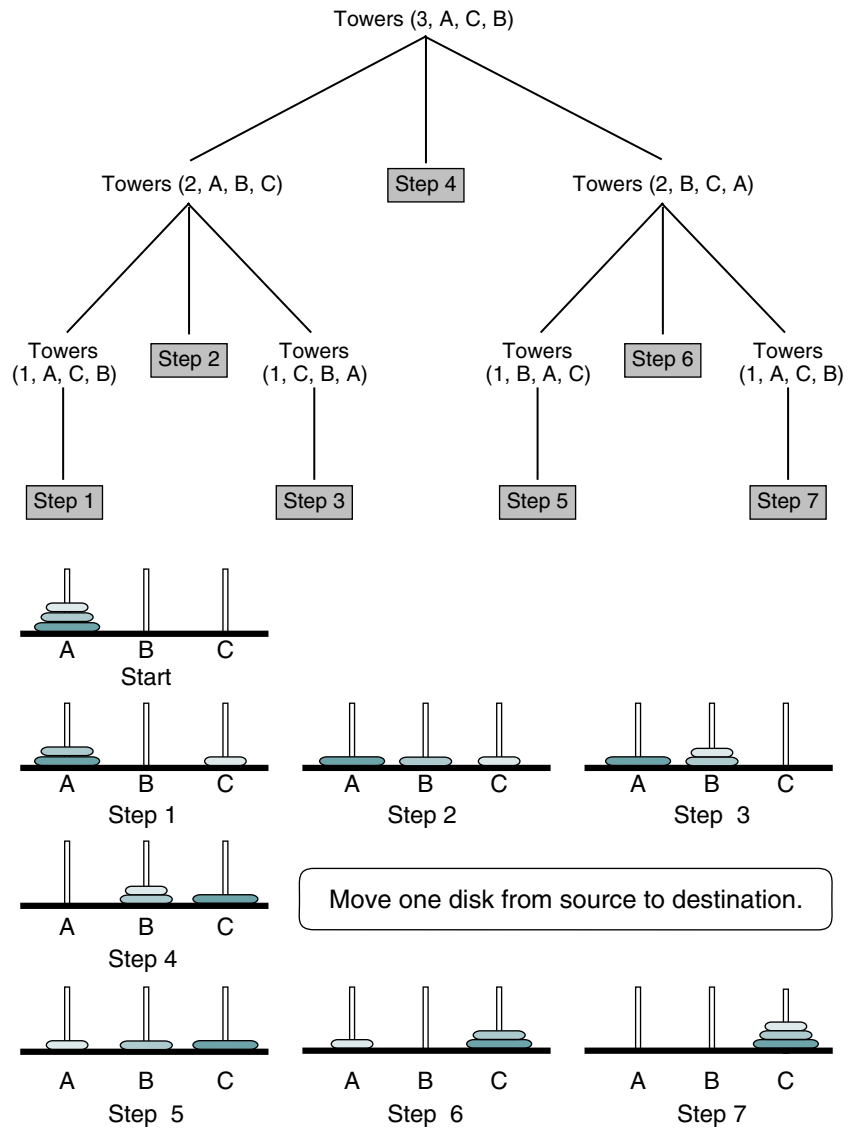 Towers (3, A, C, B)
Towers (2, A, B, C)
Step 4
Towers (2, B, C, A)
Towers
(1, A, C, B)
Step 2
Towers
(1, C, B, A)
Towers
(1, B, A, C)
Step 6
Towers
(1, A, C, B)
Step 1
Step 3
Step 5
Step 7
A B C
Start
A B C
Step 1
A B C
Step 2
A B C
Step 3
A B C
Step 4
Move one disk from source to destination.
A B C
Step 5
A B C
Step 6
A B C
Step 7